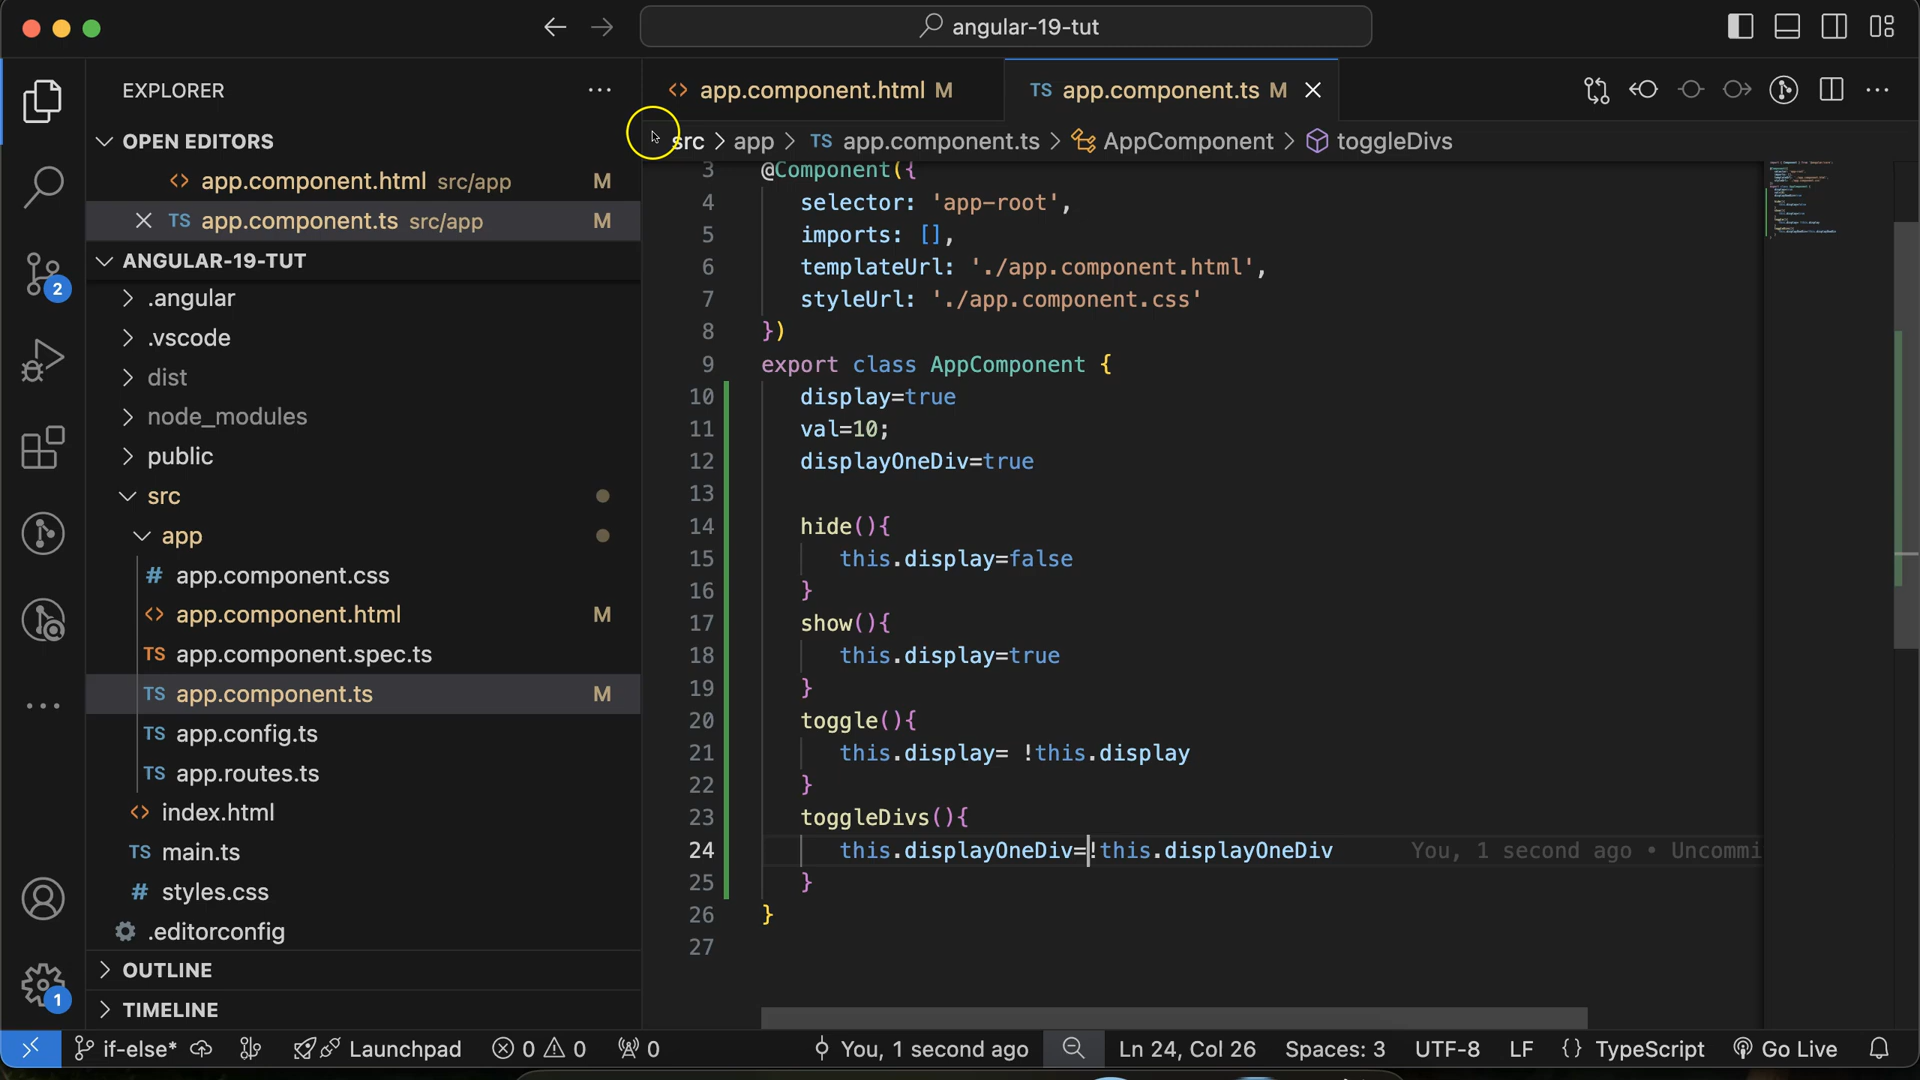 angular-19-tut
EXPLORER
OPEN EDITORS
app.component.html src/app M
TS app.component.ts src/app M
ANGULAR-19-TUT
.angular
.vscode
dist
node_modules
public
src
app
# app.component.css
app.component.html M
TS app.component.spec.ts
TS app.component.ts M
TS app.config.ts
TS app.routes.ts
index.html
TS main.ts
# styles.css
.editorconfig
OUTLINE
TIMELINE
2
1
app.component.html M
TS app.component.ts M
src > app > TS app.component.ts > AppComponent > toggleDivs
3 @Component({
4 selector: 'app-root',
5 imports: [],
6 templateUrl: './app.component.html',
7 styleUrl: './app.component.css'
8 })
9 export class AppComponent {
10 display=true
11 val=10;
12 displayOneDiv=true
13
14 hide(){
15 this.display=false
16 }
17 show(){
18 this.display=true
19 }
20 toggle(){
21 this.display= !this.display
22 }
23 toggleDivs(){
24 this.displayOneDiv=!this.displayOneDiv You, 1 second ago • Uncommi
25 }
26 }
27
if-else* Launchpad 0 0 0 You, 1 second ago Ln 24, Col 26 Spaces: 3 UTF-8 LF {} TypeScript Go Live